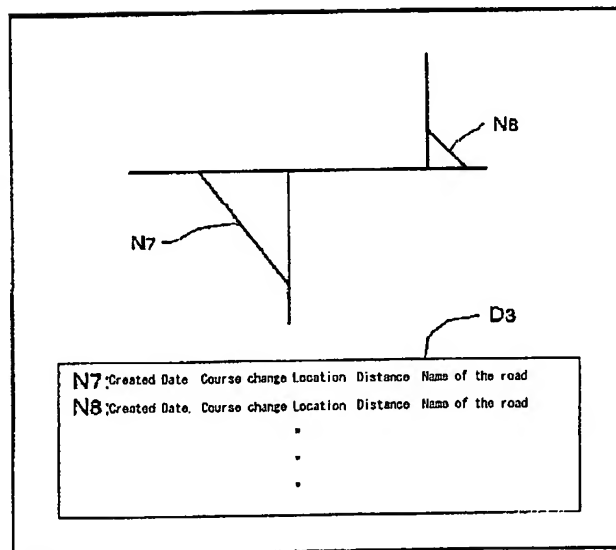 N8
N7
D3
N7:Created Date Course change Location Distance Name of the road
N8:Created Date. Course change Location Distance Name of the road